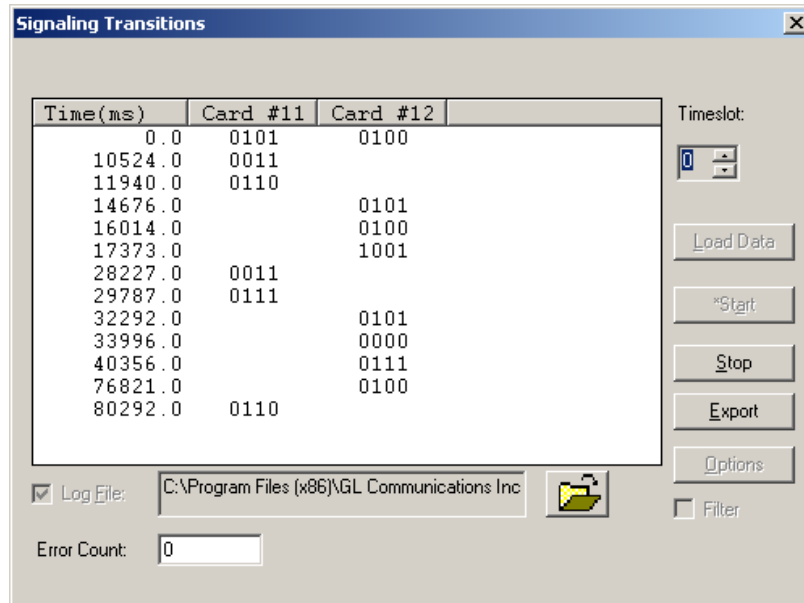 Signaling Transitions
Time(ms) Card #11 Card #12
0.0 0101 0100
10524.0 0011
11940.0 0110
14676.0 0101
16014.0 0100
17373.0 1001
28227.0 0011
29787.0 0111
32292.0 0101
33996.0 0000
40356.0 0111
76821.0 0100
80292.0 0110
Timeslot:
0
Load Data
*Start
Stop
Export
Options
Filter
Log File: C:\Program Files (x86)\GL Communications Inc
Error Count: 0